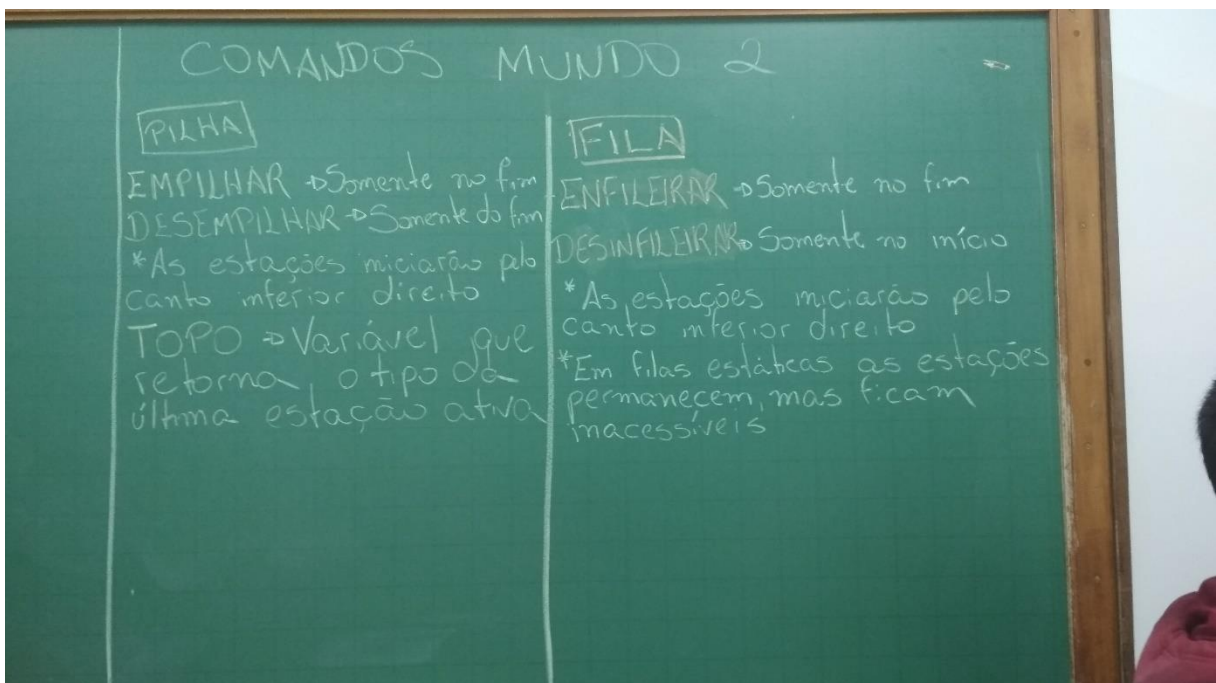 COMANDOS MUNDO 2
PILHA
EMPILHAR → Somente no fim
DESEMPILHAR → Somente do fim
*As estações iniciarão pelo
canto inferior direito
TOPO → Variável que
retorna o tipo da
última estação ativa
FILA
ENFILEIRAR → Somente no fim
DESINFILEIRAR → Somente no início
*As estações iniciarão pelo
canto inferior direito
*Em filas estáticas as estações
permanecem, mas ficam
inacessíveis